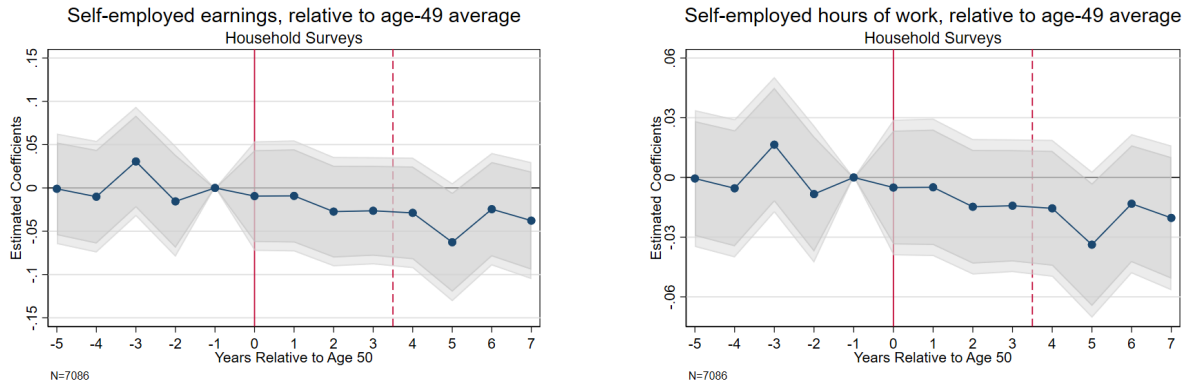 Self-employed earnings, relative to age-49 average
Household Surveys
Estimated Coefficients
.15
.1
.05
0
-.05
-.1
-.15
-5 -4 -3 -2 -1 0 1 2 3 4 5 6 7
Years Relative to Age 50
N=7086
Self-employed hours of work, relative to age-49 average
Household Surveys
Estimated Coefficients
.06
.03
0
-.03
-.06
-5 -4 -3 -2 -1 0 1 2 3 4 5 6 7
Years Relative to Age 50
N=7086